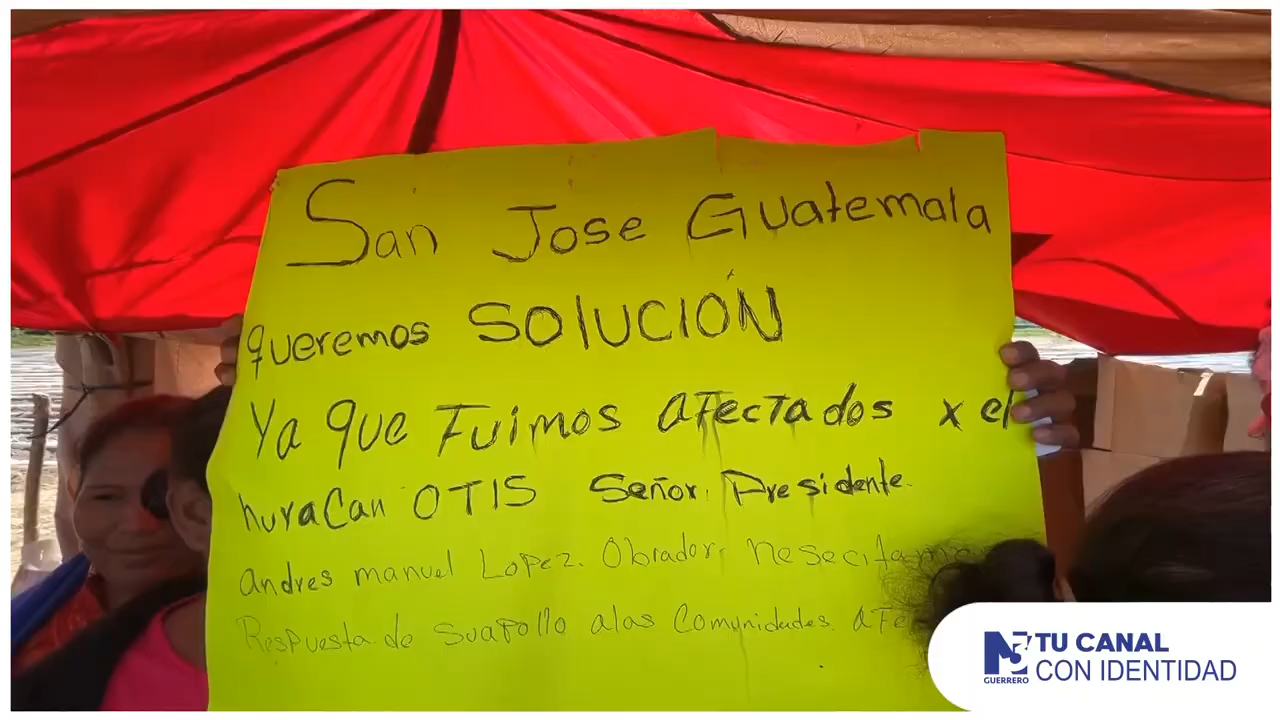 San Jose Guatemala
queremos SOLUCIÓN
Ya que Fuimos afectados x el
huracan OTIS Señor. Presidente.
andres manuel Lopez. Obrador,
Respuesta de suapollo alas Comunidades.
N3 GUERRERO
TU CANAL
CON IDENTIDAD